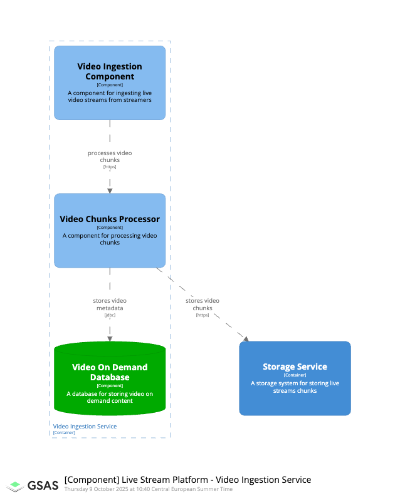 Video Ingestion
Component
[Component]
A component for ingesting live
video streams from streamers
processes video
chunks
[https]
Video Chunks Processor
[Component]
A component for processing video
chunks
stores video
metadata
stores video
chunks
[https]
Video On Demand
Database
[Component]
A database for storing video on
demand content
Storage Service
[Container]
A storage system for storing live
streams chunks
Video Ingestion Service
[Container]
GSAS
[Component] Live Stream Platform - Video Ingestion Service
Thursday 9 October 2025 at 16:40 Central European Summer Time